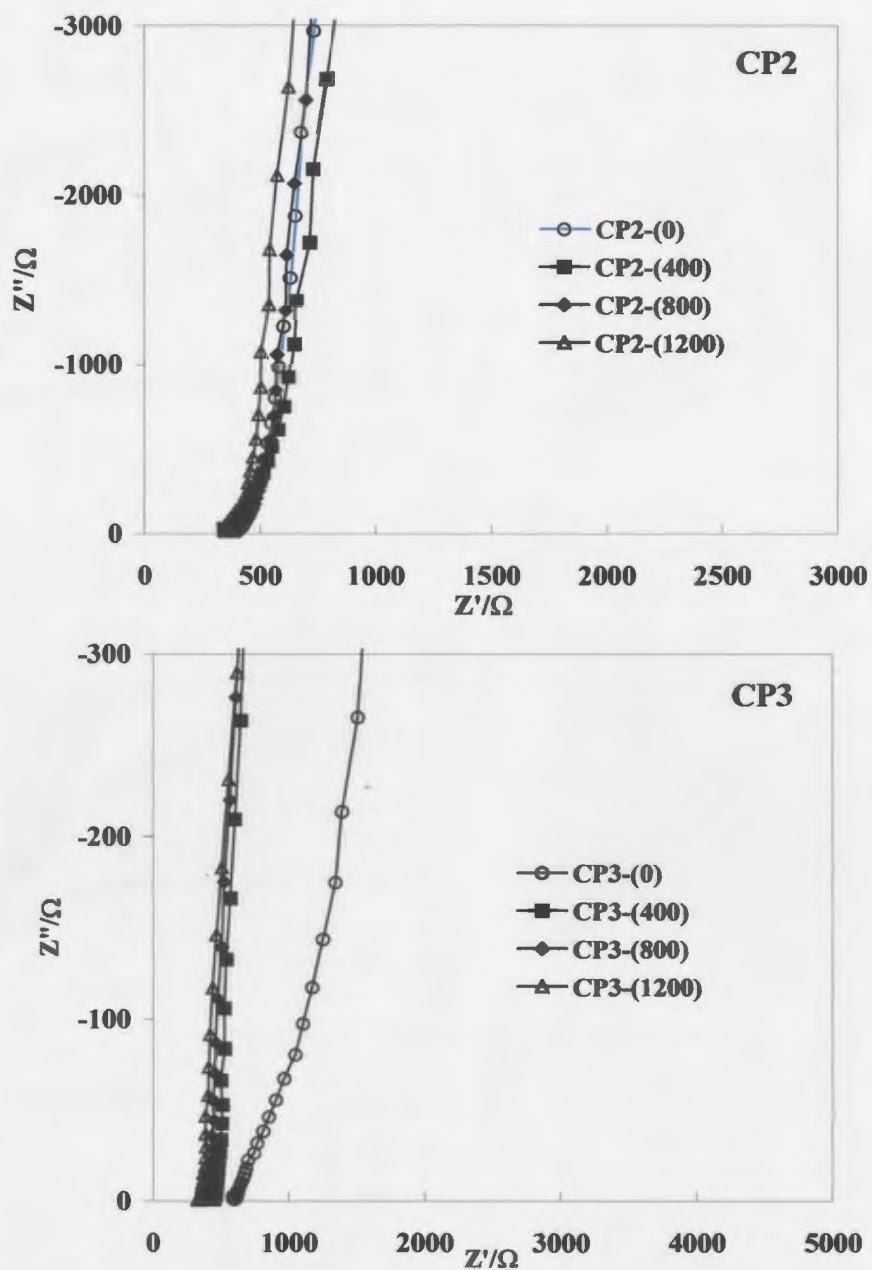 CP2
-3000
-2000
-1000
0
Z''/Ω
CP2-(0)
CP2-(400)
CP2-(800)
CP2-(1200)
0 500 1000 1500 2000 2500 3000
Z'/Ω
CP3
-300
-200
-100
0
Z''/Ω
CP3-(0)
CP3-(400)
CP3-(800)
CP3-(1200)
0 1000 2000 3000 4000 5000
Z'/Ω